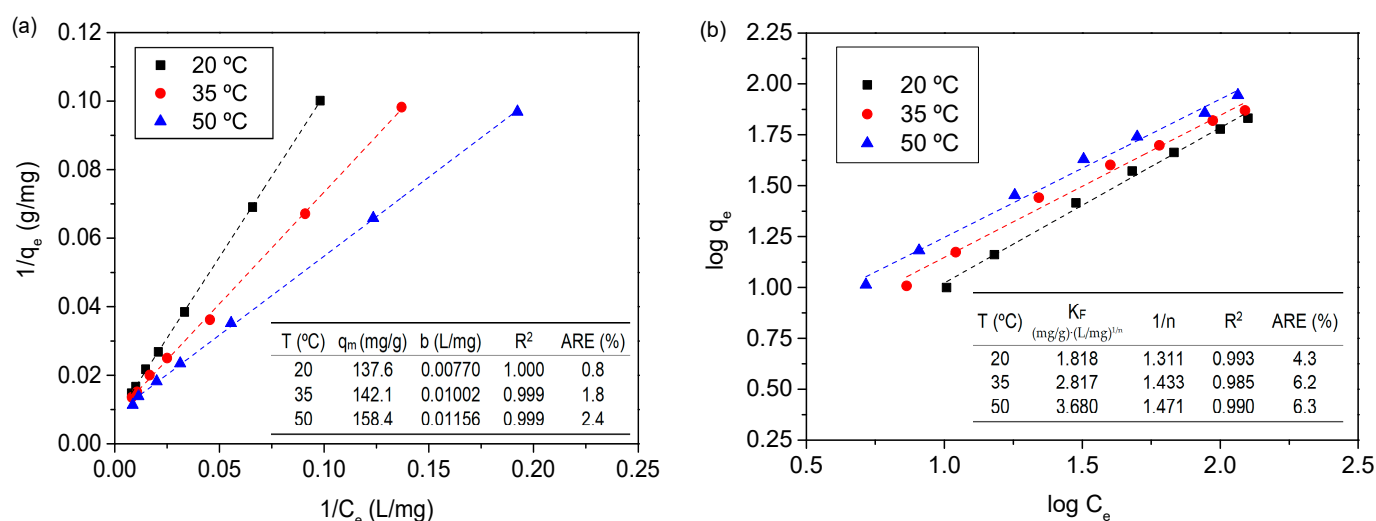 (a)
0.12
0.10
0.08
0.06
0.04
0.02
0.00
1/qe (g/mg)
20 ºC
35 ºC
50 ºC
T (ºC) qm (mg/g) b (L/mg) R² ARE (%)
20 137.6 0.00770 1.000 0.8
35 142.1 0.01002 0.999 1.8
50 158.4 0.01156 0.999 2.4
0.00 0.05 0.10 0.15 0.20 0.25
1/Ce (L/mg)
(b)
2.25
2.00
1.75
1.50
1.25
1.00
0.75
0.50
0.25
log qe
20 ºC
35 ºC
50 ºC
T (ºC) KF 1/n R² ARE (%)
(mg/g)·(L/mg)1/n
20 1.818 1.311 0.993 4.3
35 2.817 1.433 0.985 6.2
50 3.680 1.471 0.990 6.3
0.5 1.0 1.5 2.0 2.5
log Ce